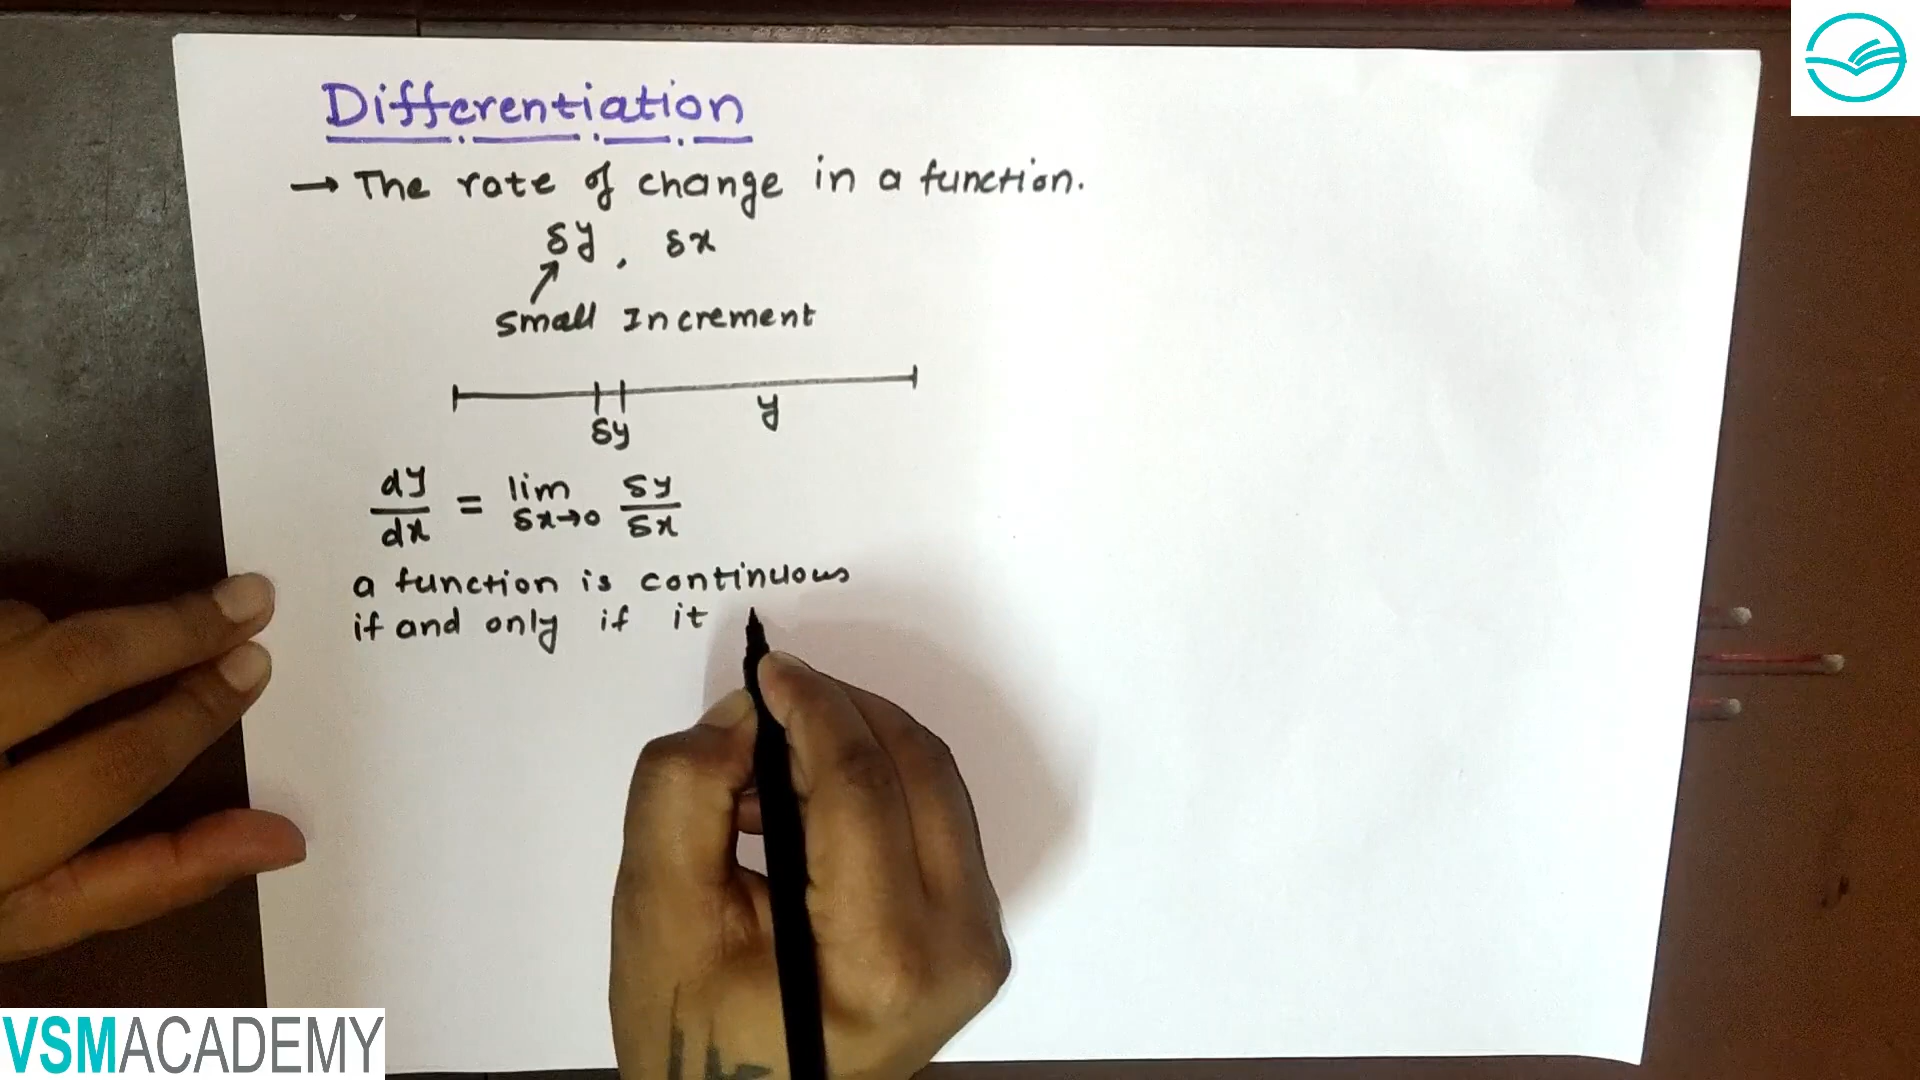 Differentiation
→ The rate of change in a function.
δy, δx
small Increment
δy
y
dy/dx = lim δx→0 δy/δx
a function is continuous
if and only if it
VSMACADEMY